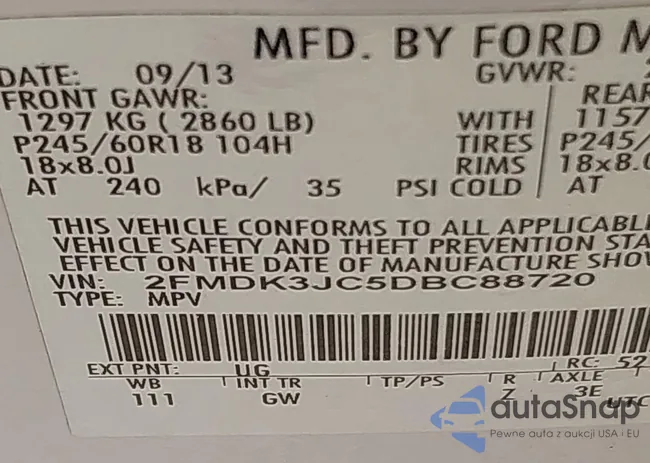 MFD. BY FORD M
DATE: 09/13 GVWR:
FRONT GAWR: REAR
1297 KG ( 2860 LB) WITH 1157
P245/60R18 104H TIRES P245/
18x8.0J RIMS 18x8.0
AT 240 kPa/ 35 PSI COLD AT
THIS VEHICLE CONFORMS TO ALL APPLICABL
VEHICLE SAFETY AND THEFT PREVENTION STA
EFFECT ON THE DATE OF MANUFACTURE SHOW
VIN: 2FMDK3JC5DBC88720
TYPE: MPV
EXT PNT: UG RC: 52
WB INT TR TP/PS R AXLE
111 GW Z 3E UTC
autaSnap
Pewne auta z aukcji USA i EU